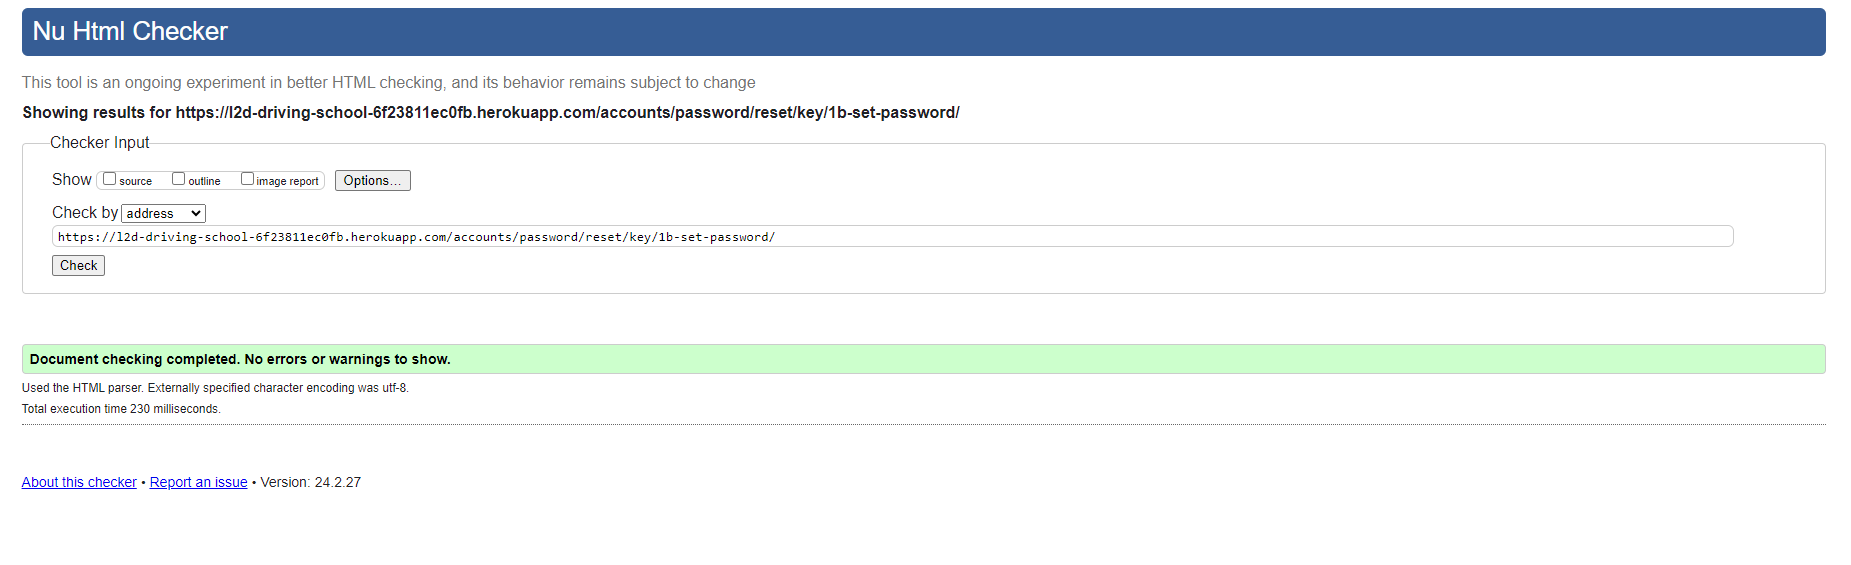 Nu Html Checker
This tool is an ongoing experiment in better HTML checking, and its behavior remains subject to change
Showing results for https://l2d-driving-school-6f23811ec0fb.herokuapp.com/accounts/password/reset/key/1b-set-password/
Checker Input
Show source outline image report Options...
Check by address
https://l2d-driving-school-6f23811ec0fb.herokuapp.com/accounts/password/reset/key/1b-set-password/
Check
Document checking completed. No errors or warnings to show.
Used the HTML parser. Externally specified character encoding was utf-8.
Total execution time 230 milliseconds.
About this checker • Report an issue • Version: 24.2.27